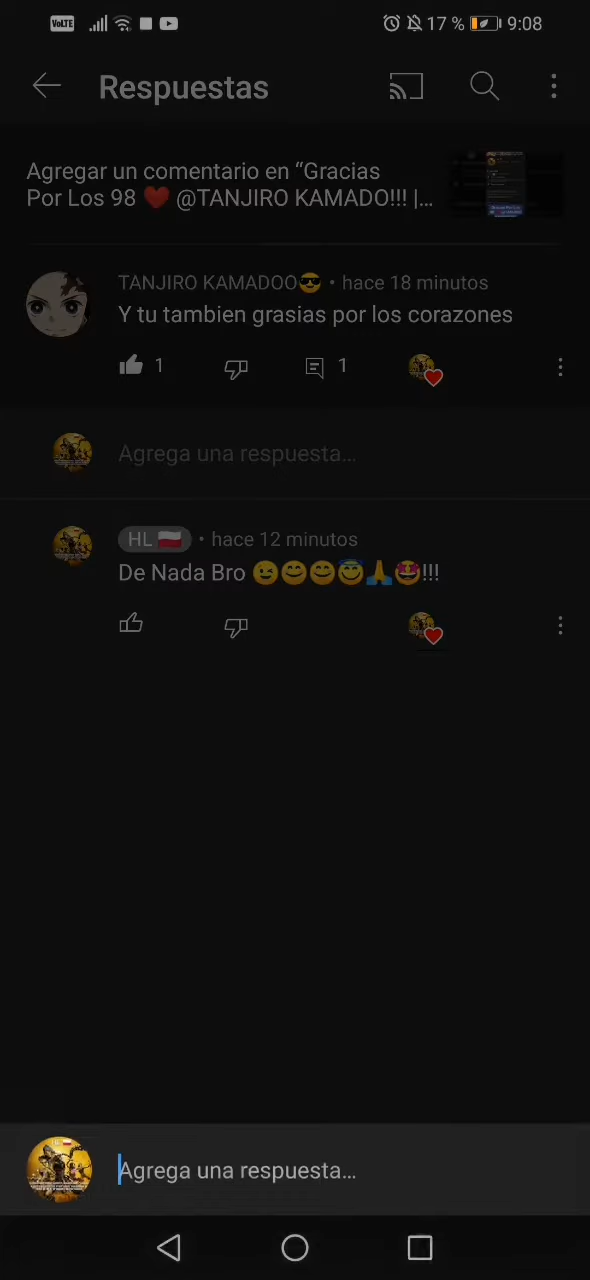 VoLTE 17 % 9:08
Respuestas
Agregar un comentario en “Gracias
Por Los 98 ❤️ @TANJIRO KAMADO!!! |...
TANJIRO KAMADOO😎 • hace 18 minutos
Y tu tambien grasias por los corazones
1 1
Agrega una respuesta...
HL 🇵🇱 • hace 12 minutos
De Nada Bro 😉😊😊😇🙏🤩!!!
Agrega una respuesta...